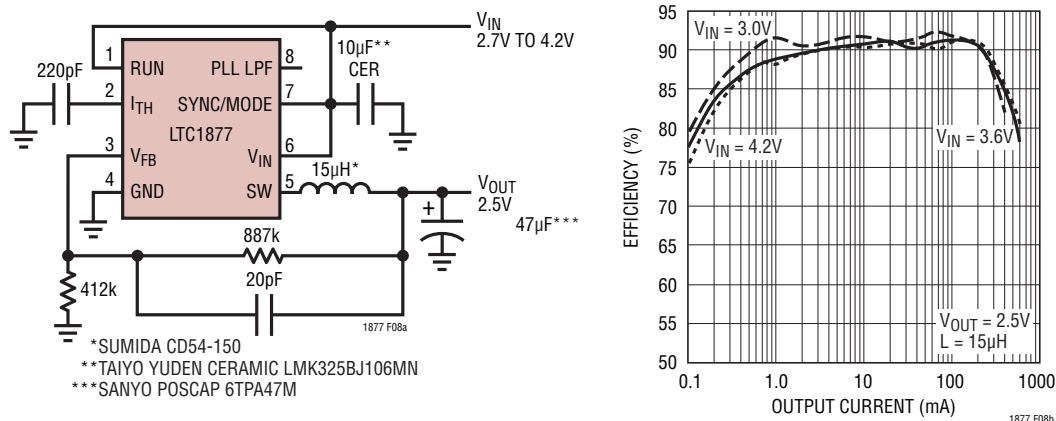 V_IN
2.7V TO 4.2V
10µF**
CER
220pF
1
RUN
PLL LPF
8
2
I_TH
SYNC/MODE
7
LTC1877
3
V_FB
V_IN
6
4
GND
SW
5
15µH*
V_OUT
2.5V
47µF***
+
887k
20pF
412k
1877 F08a
*SUMIDA CD54-150
**TAIYO YUDEN CERAMIC LMK325BJ106MN
***SANYO POSCAP 6TPA47M
EFFICIENCY (%)
95
90
85
80
75
70
65
60
55
50
V_IN = 3.0V
V_IN = 4.2V
V_IN = 3.6V
V_OUT = 2.5V
L = 15µH
0.1
1.0
10
100
1000
OUTPUT CURRENT (mA)
1877 F08b